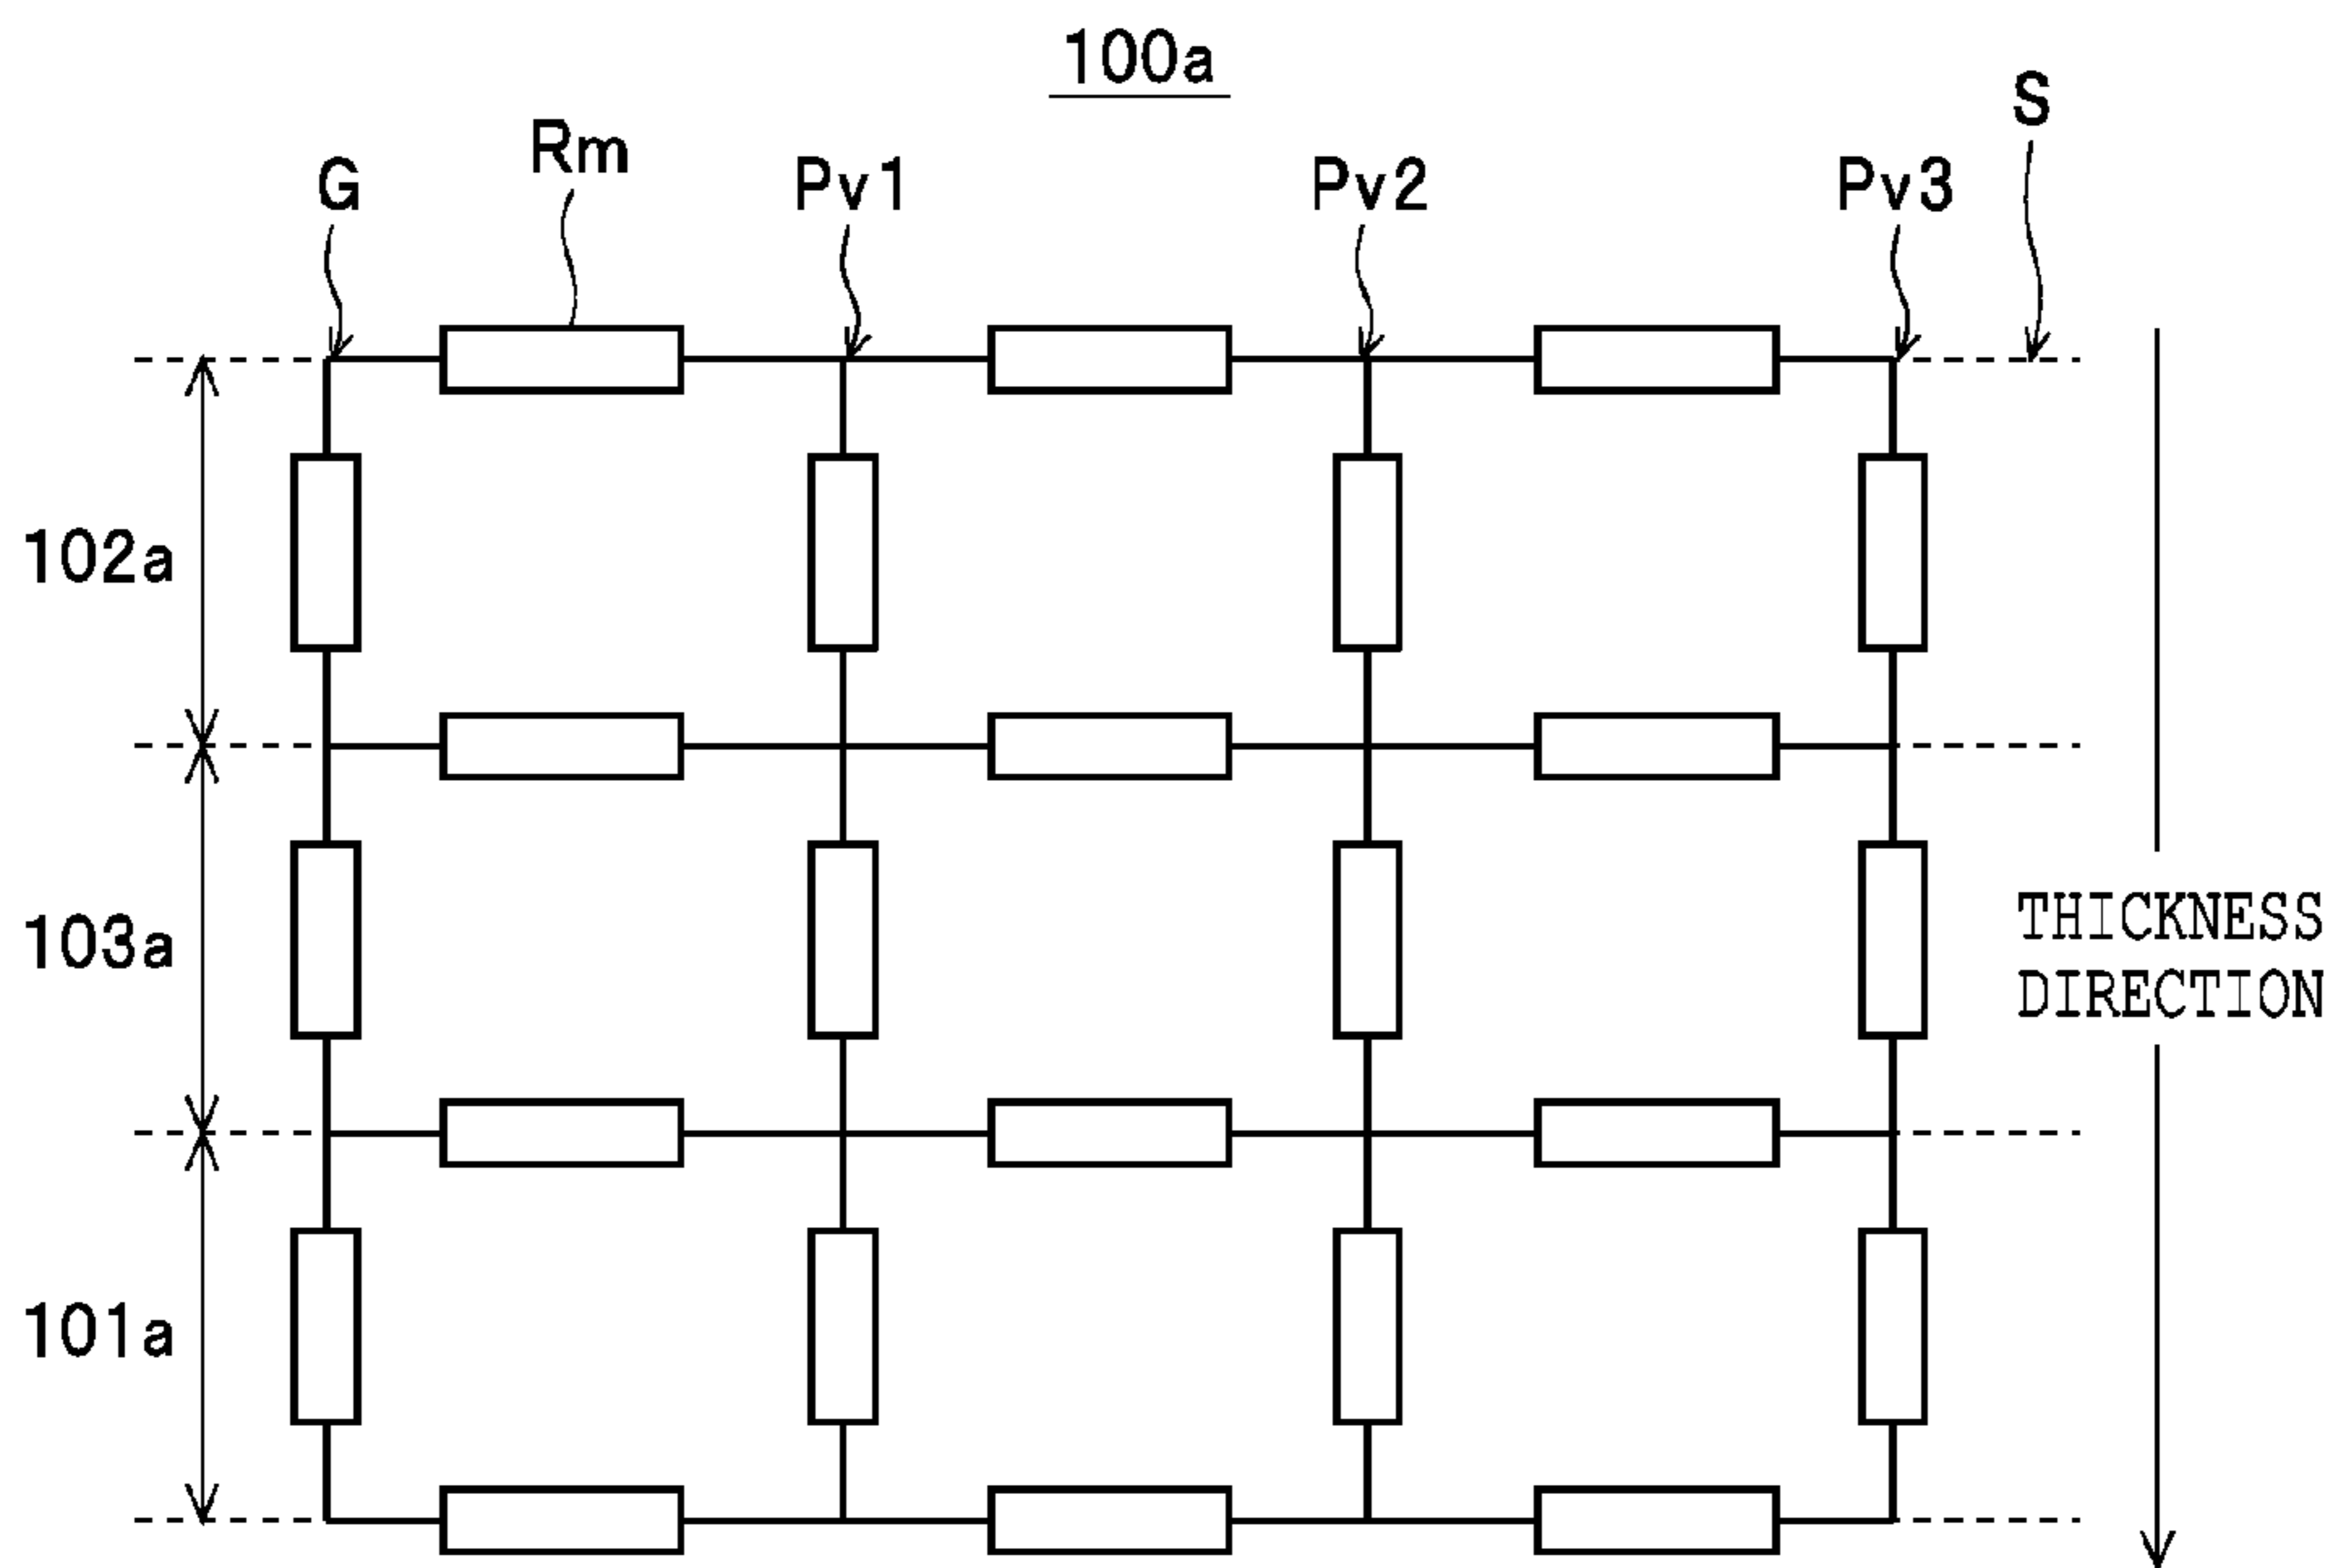 100a
S
Rm
G
Pv1
Pv2
Pv3
102a
103a
THICKNESS
DIRECTION
101a